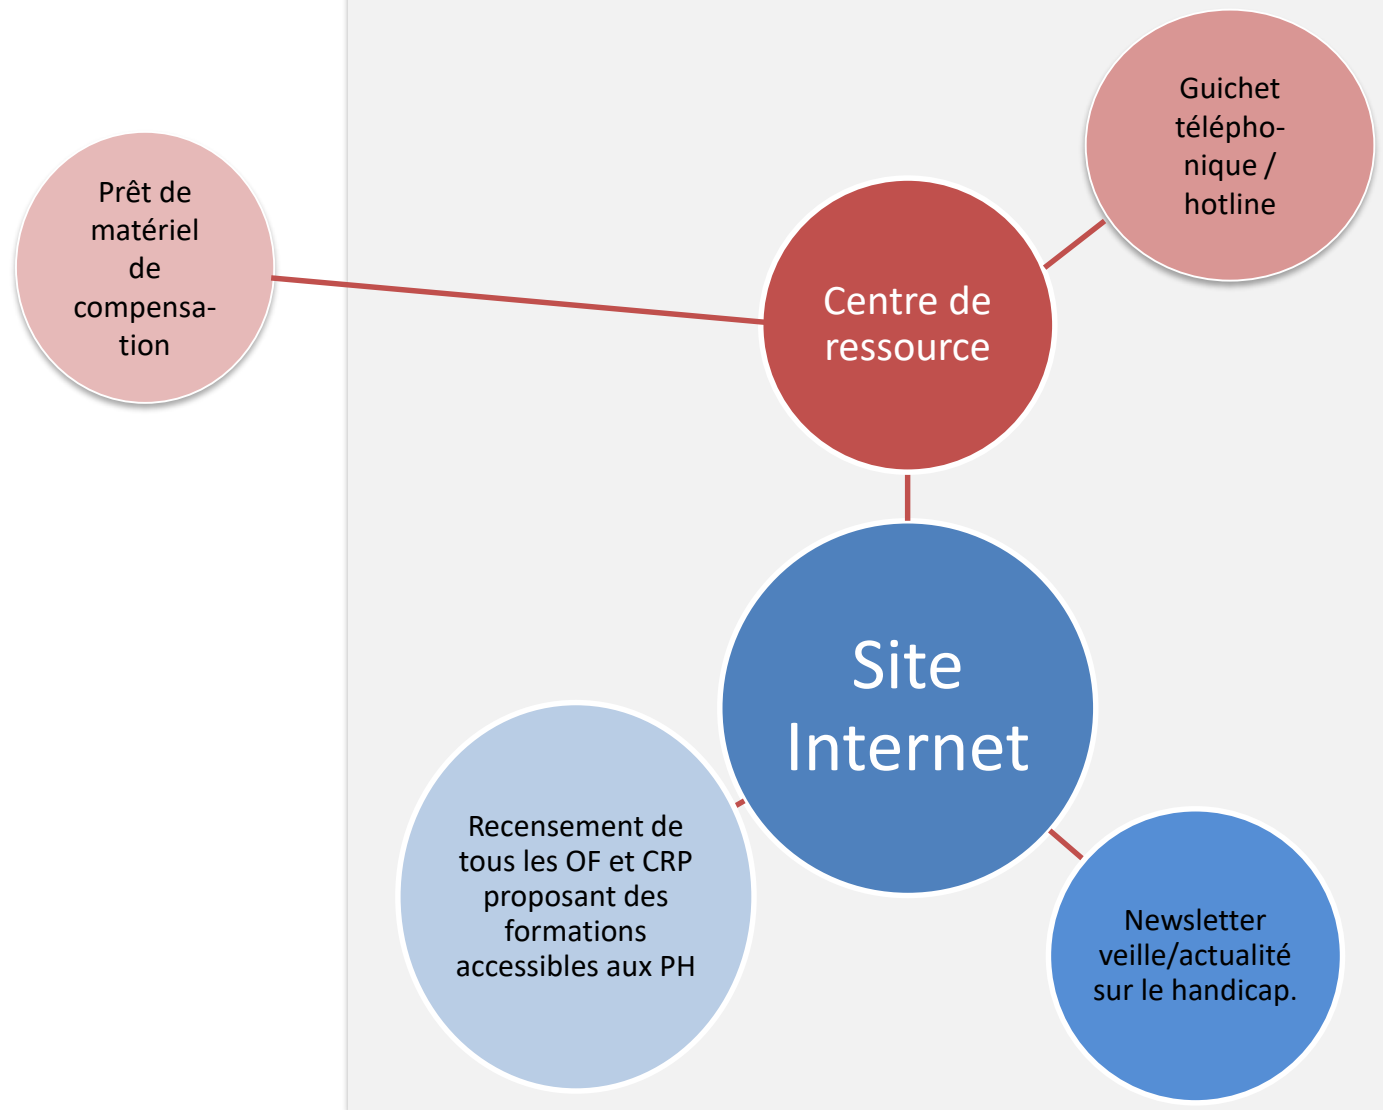 Guichet
télépho-
nique /
hotline
Prêt de
matériel
de
compensa-
tion
Centre de
ressource
Site
Internet
Recensement de
tous les OF et CRP
proposant des
formations
accessibles aux PH
Newsletter
veille/actualité
sur le handicap.